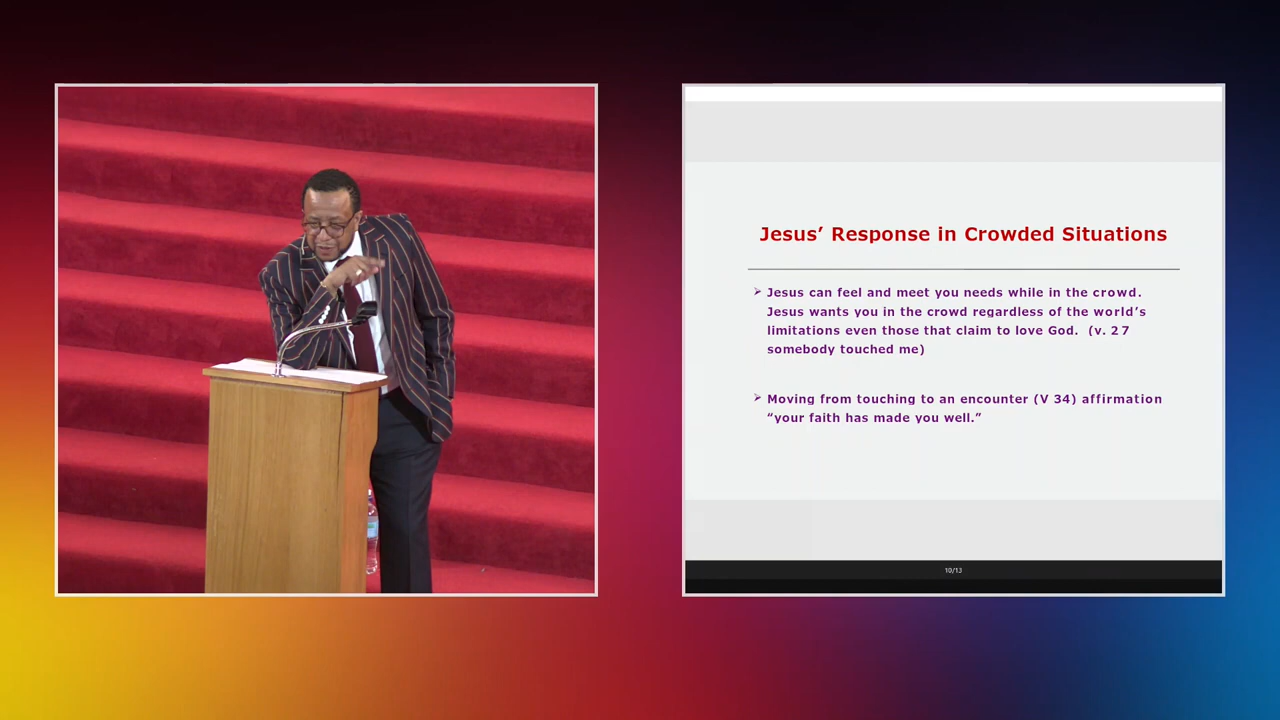 Jesus’ Response in Crowded Situations
➢ Jesus can feel and meet you needs while in the crowd.
Jesus wants you in the crowd regardless of the world’s
limitations even those that claim to love God. (v. 27
somebody touched me)
➢ Moving from touching to an encounter (V 34) affirmation
“your faith has made you well.”
10/13